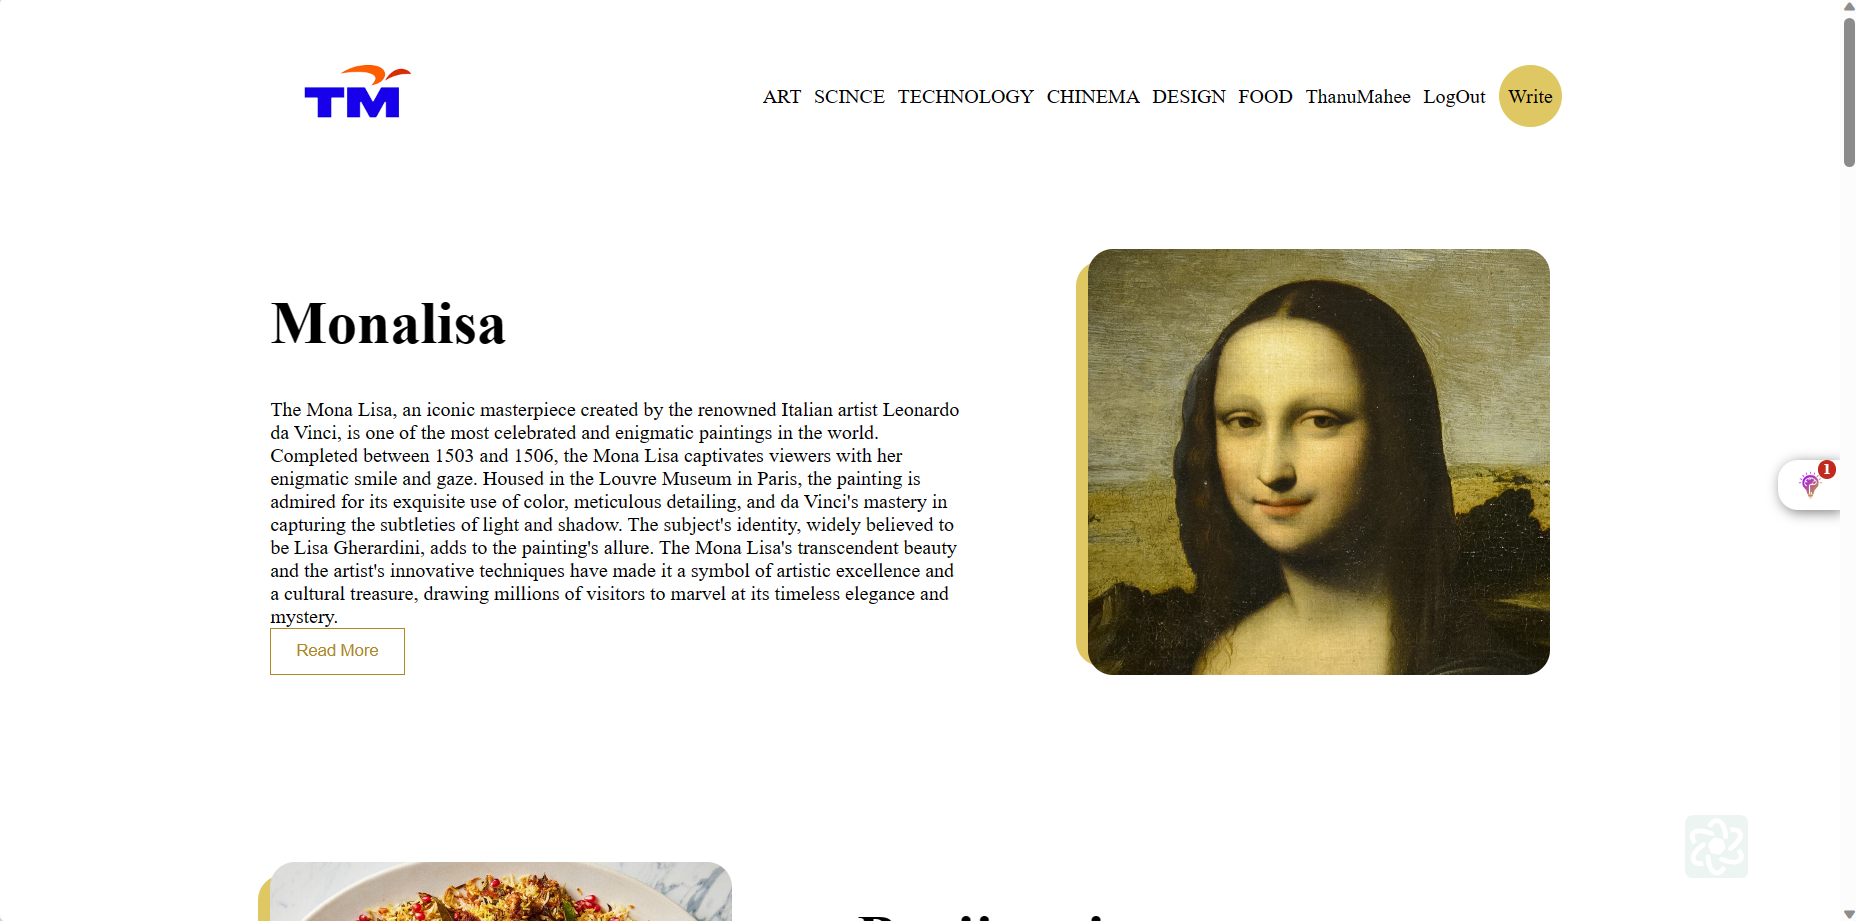 TM
ART SCINCE TECHNOLOGY CHINEMA DESIGN FOOD ThanuMahee LogOut Write
Monalisa
The Mona Lisa, an iconic masterpiece created by the renowned Italian artist Leonardo
da Vinci, is one of the most celebrated and enigmatic paintings in the world.
Completed between 1503 and 1506, the Mona Lisa captivates viewers with her
enigmatic smile and gaze. Housed in the Louvre Museum in Paris, the painting is
admired for its exquisite use of color, meticulous detailing, and da Vinci's mastery in
capturing the subtleties of light and shadow. The subject's identity, widely believed to
be Lisa Gherardini, adds to the painting's allure. The Mona Lisa's transcendent beauty
and the artist's innovative techniques have made it a symbol of artistic excellence and
a cultural treasure, drawing millions of visitors to marvel at its timeless elegance and
mystery.
Read More
1